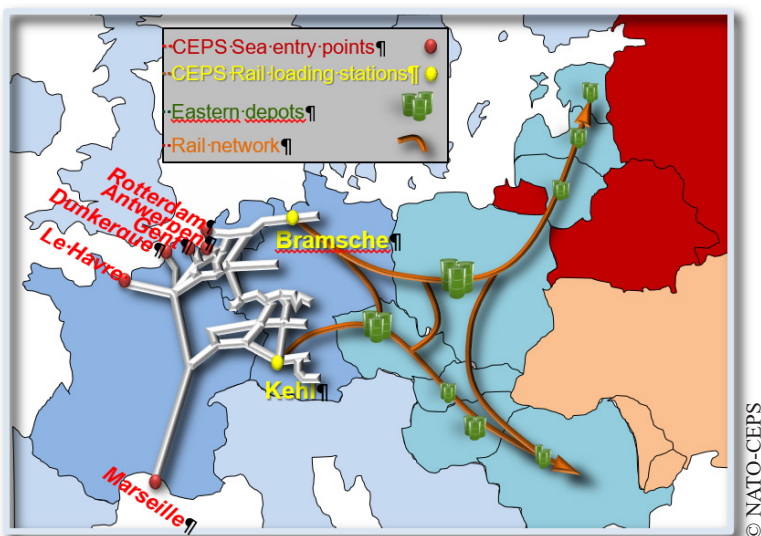 CEPS·Sea·entry·points¶
CEPS·Rail·loading·stations¶
Eastern·depots¶
Rail·network¶
Rotterdam¶
Antwerpen¶
Gent¶
Dunkerque¶
Le·Havre
Bramsche¶
Kehl¶
Marseille¶
© NATO-CEPS